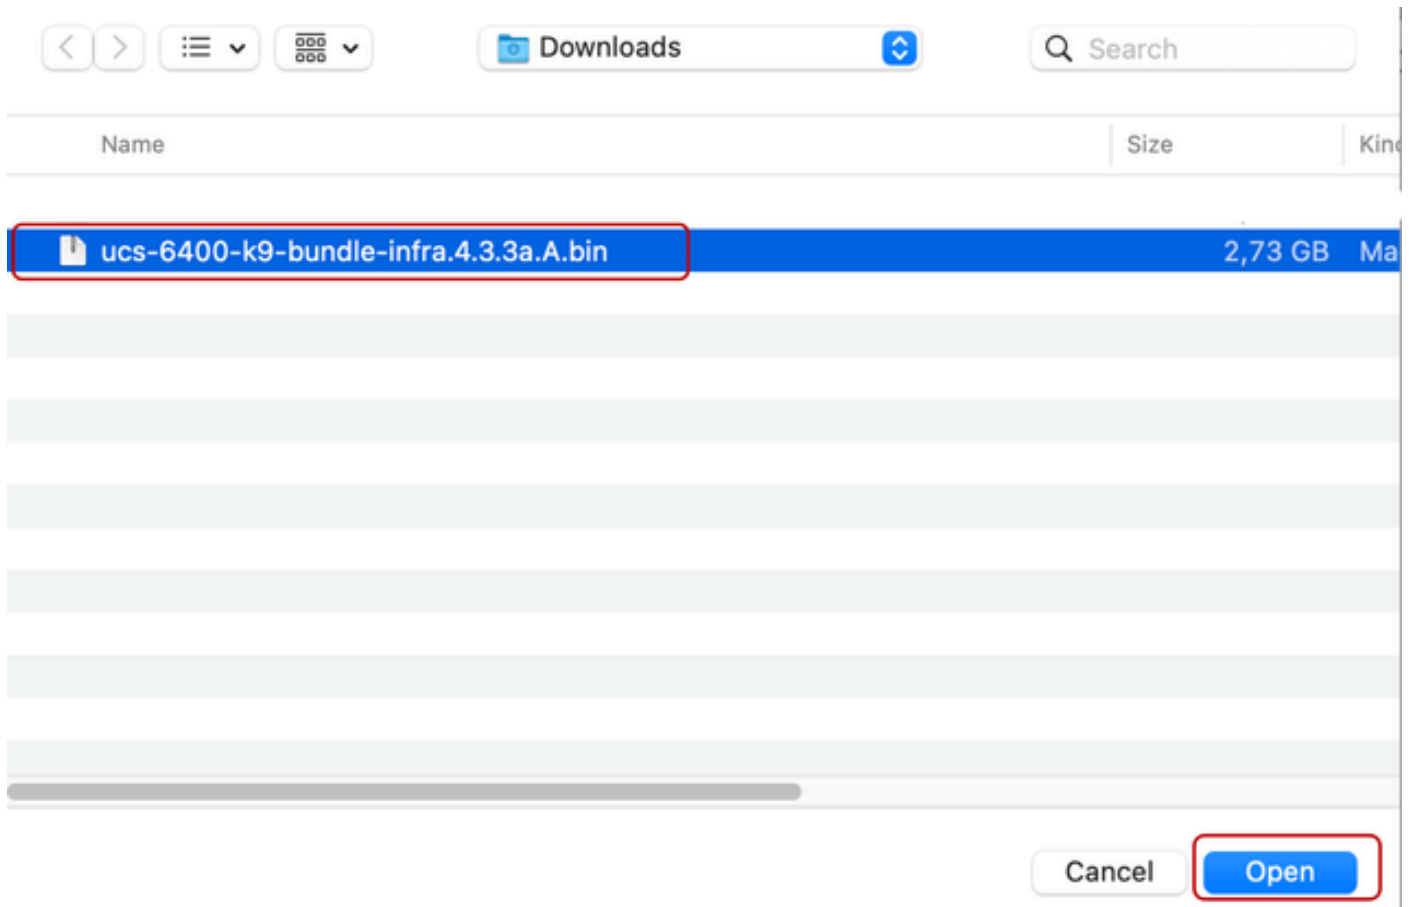 Downloads
Search
Name Size Kind
ucs-6400-k9-bundle-infra.4.3.3a.A.bin 2,73 GB Ma
Cancel Open